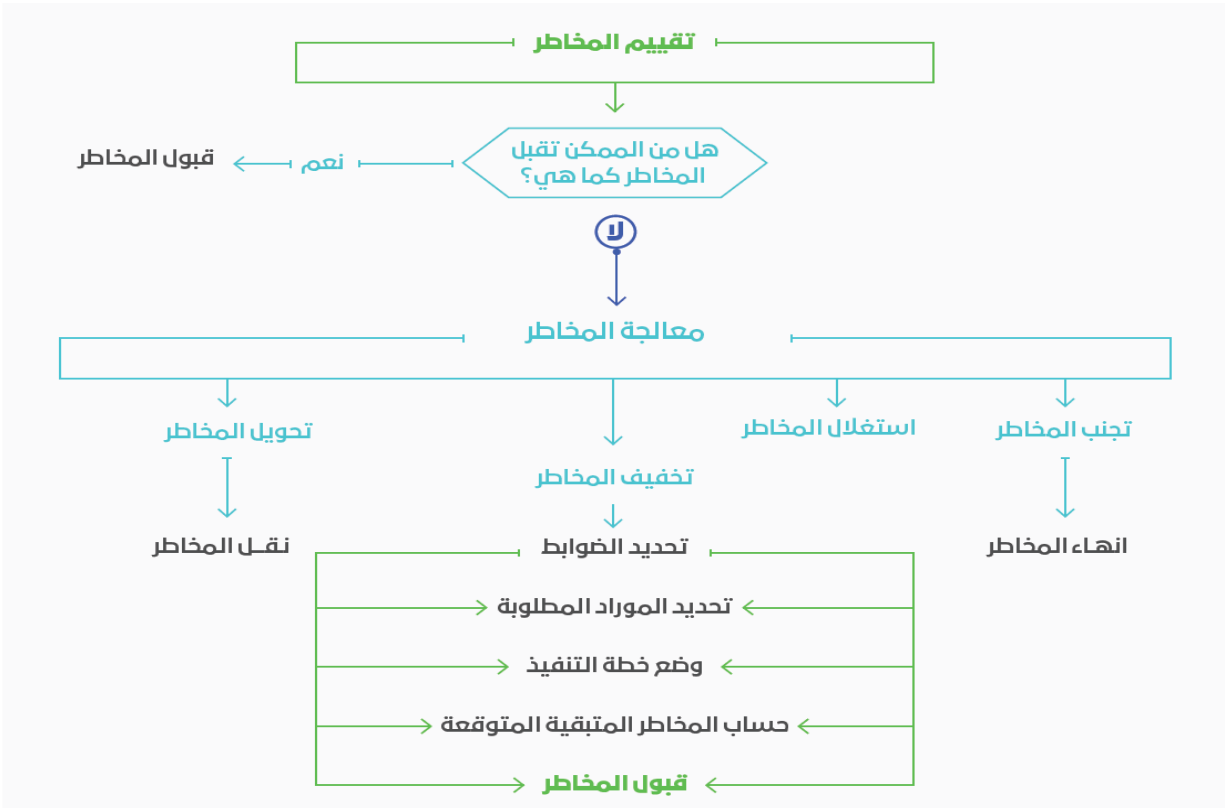 تقييم المخاطر
هل من الممكن تقبل
المخاطر كما هي؟
نعم
قبول المخاطر
لا
معالجة المخاطر
تجنب المخاطر
استغلال المخاطر
تخفيف المخاطر
تحويل المخاطر
انهاء المخاطر
نقــل المخاطر
تحديد الضوابط
تحديد الموراد المطلوبة
وضع خطة التنفيذ
حساب المخاطر المتبقية المتوقعة
قبول المخاطر